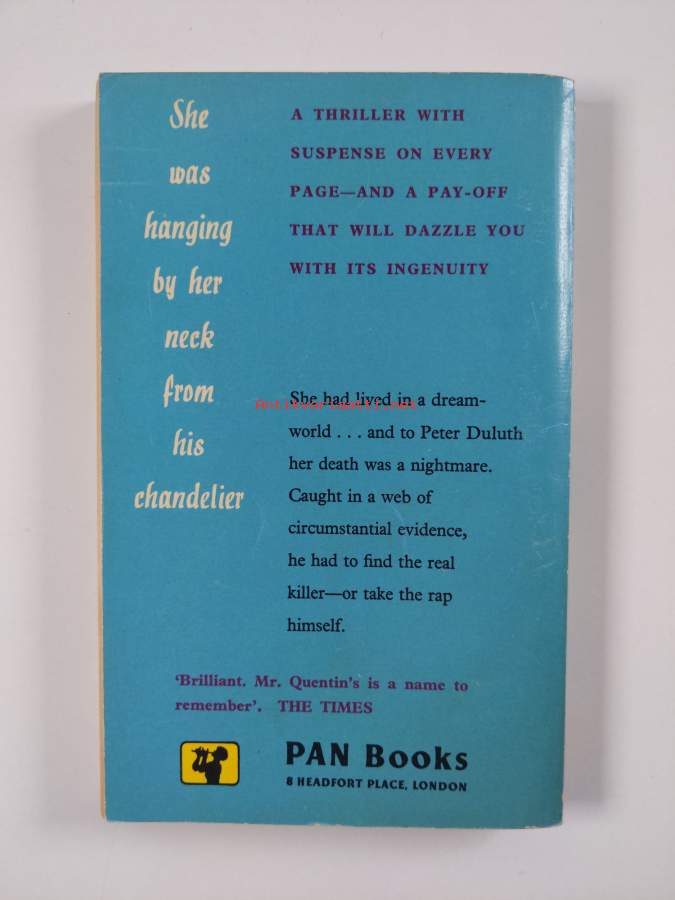 She
was
hanging
by her
neck
from
his
chandelier
A THRILLER WITH
SUSPENSE ON EVERY
PAGE—AND A PAY-OFF
THAT WILL DAZZLE YOU
WITH ITS INGENUITY
She had lived in a dream-
antikvariaatti.net
world . . . and to Peter Duluth
her death was a nightmare.
Caught in a web of
circumstantial evidence,
he had to find the real
killer—or take the rap
himself.
‘Brilliant. Mr. Quentin’s is a name to
remember’. THE TIMES
PAN Books
8 HEADFORT PLACE, LONDON